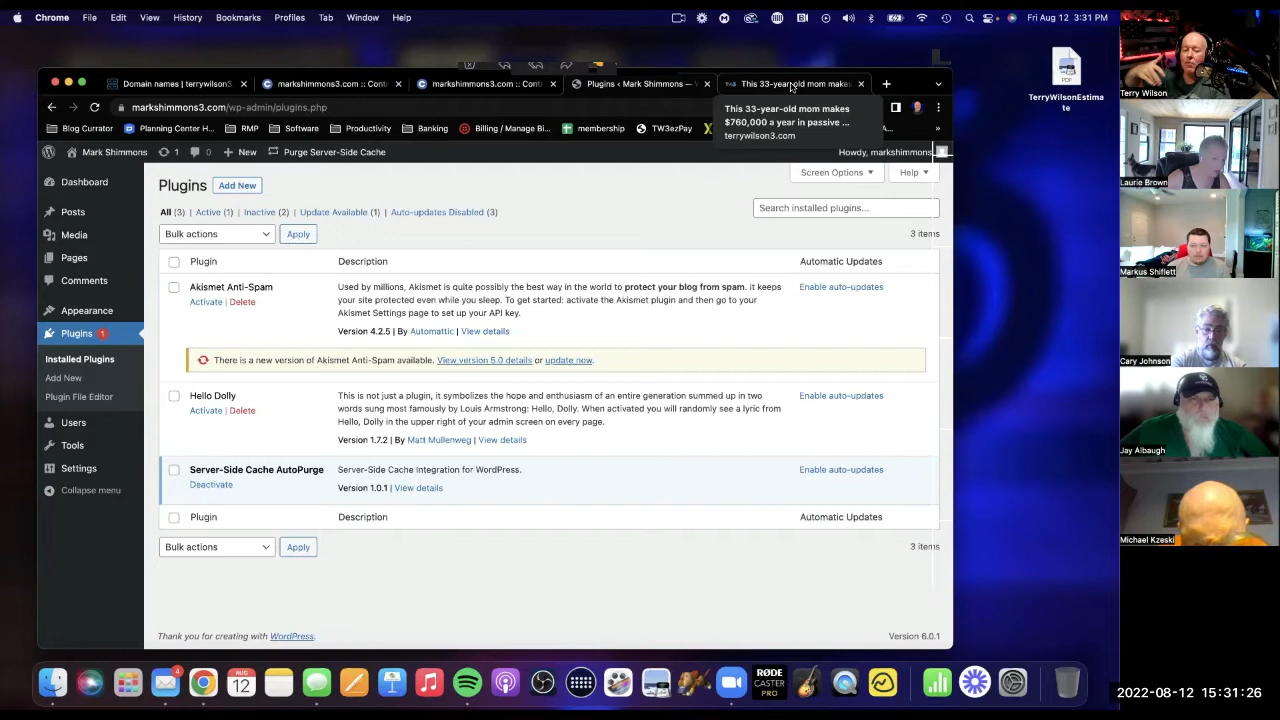 Chrome File Edit View History Bookmarks Profiles Tab Window Help
Fri Aug 12 3:31 PM
Domain names | terrywilson3.
markshimmons3.com :: Contr
markshimmons3.com :: Contr
Plugins ‹ Mark Shimmons —
This 33-year-old mom makes
markshimmons3.com/wp-admin/plugins.php
This 33-year-old mom makes
$760,000 a year in passive ...
terrywilson3.com
Blog Currator Planning Center H... RMP Software Productivity Banking Billing / Manage Bi... membership TW3ezPay
Mark Shimmons 1 0 + New Purge Server-Side Cache
Howdy, markshimmons
Dashboard
Posts
Media
Pages
Comments
Appearance
Plugins 1
Installed Plugins
Add New
Plugin File Editor
Users
Tools
Settings
Collapse menu
Plugins Add New
Screen Options Help
All (3) | Active (1) | Inactive (2) | Update Available (1) | Auto-updates Disabled (3)
Search installed plugins...
Bulk actions Apply
3 items
Plugin Description Automatic Updates
Akismet Anti-Spam
Activate | Delete
Used by millions, Akismet is quite possibly the best way in the world to protect your blog from spam. It keeps
your site protected even while you sleep. To get started: activate the Akismet plugin and then go to your
Akismet Settings page to set up your API key.
Version 4.2.5 | By Automattic | View details
Enable auto-updates
There is a new version of Akismet Anti-Spam available. View version 5.0 details or update now.
Hello Dolly
Activate | Delete
This is not just a plugin, it symbolizes the hope and enthusiasm of an entire generation summed up in two
words sung most famously by Louis Armstrong: Hello, Dolly. When activated you will randomly see a lyric from
Hello, Dolly in the upper right of your admin screen on every page.
Version 1.7.2 | By Matt Mullenweg | View details
Enable auto-updates
Server-Side Cache AutoPurge
Deactivate
Server-Side Cache Integration for WordPress.
Version 1.0.1 | View details
Enable auto-updates
Plugin Description Automatic Updates
Bulk actions Apply
3 items
Thank you for creating with WordPress.
Version 6.0.1
PDF
TerryWilsonEstima
te
Terry Wilson
Laurie Brown
Markus Shiflett
Cary Johnson
Jay Albaugh
Michael Kzeski
4
AUG
12
RØDE
CASTER
PRO
2022-08-12 15:31:26